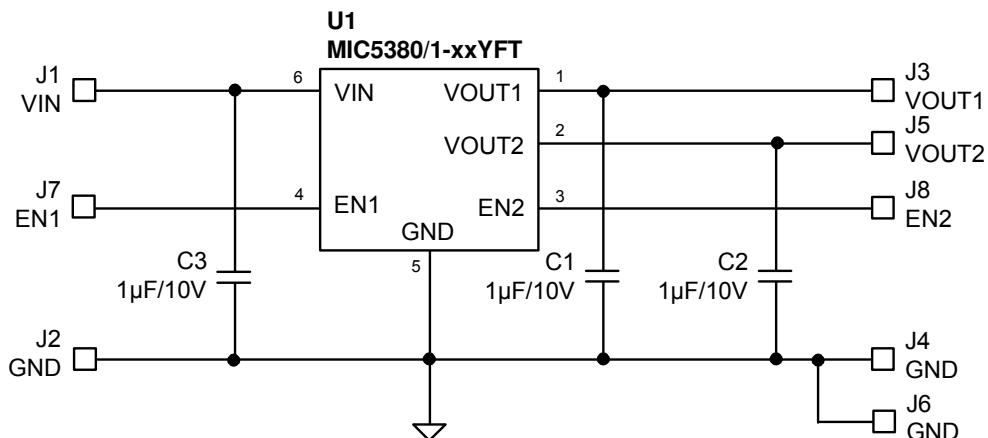 U1
MIC5380/1-xxYFT
J1
VIN
6
VIN
VOUT1
1
J3
VOUT1
VOUT2
2
J5
VOUT2
J7
EN1
4
EN1
EN2
3
J8
EN2
GND
5
C3
1µF/10V
C1
1µF/10V
C2
1µF/10V
J2
GND
J4
GND
J6
GND